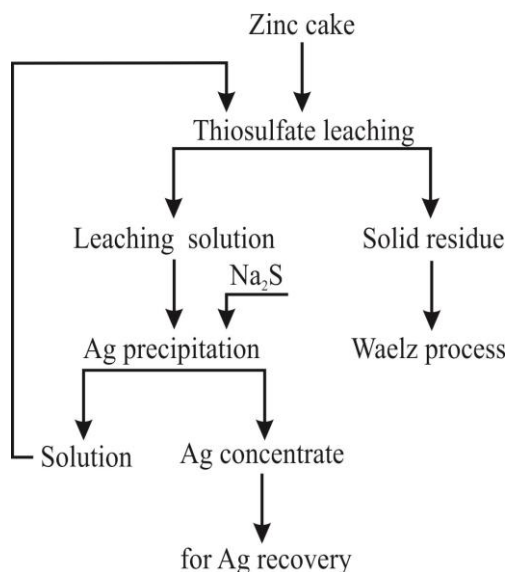 Zinc cake
Thiosulfate leaching
Leaching solution
Solid residue
Na₂S
Ag precipitation
Waelz process
Solution
Ag concentrate
for Ag recovery